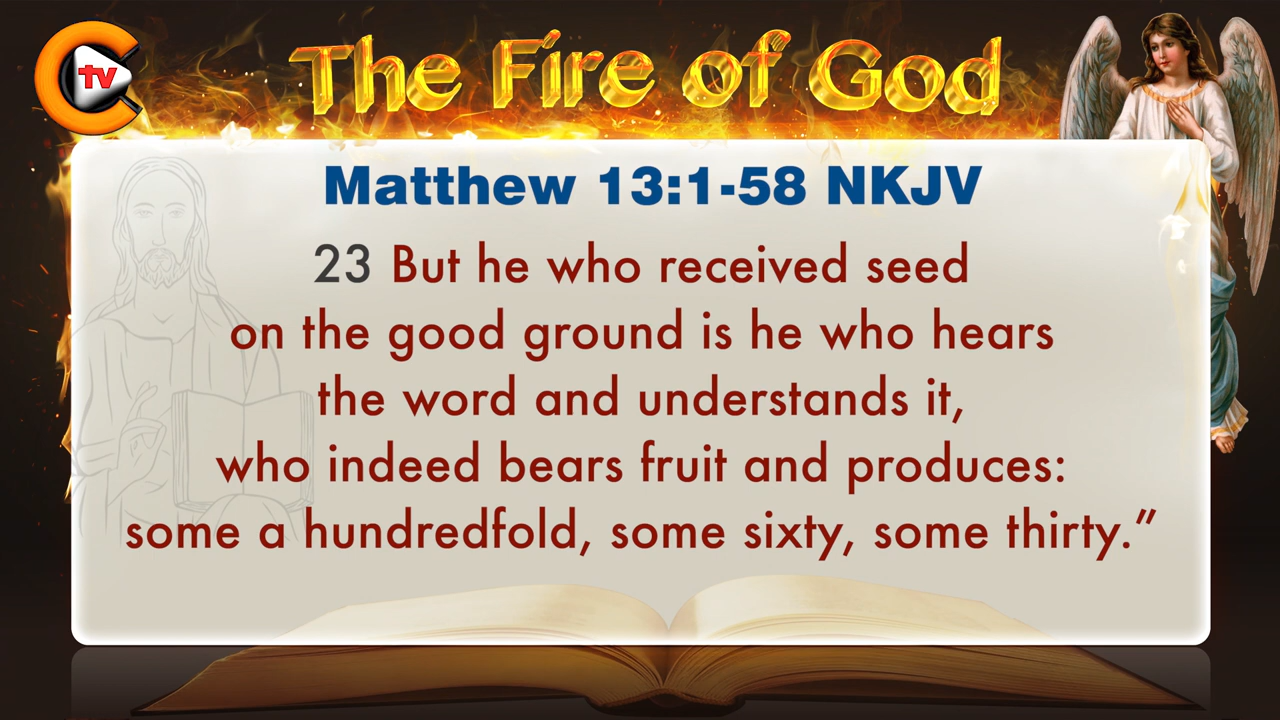 tv
The Fire of God
Matthew 13:1-58 NKJV
23 But he who received seed
on the good ground is he who hears
the word and understands it,
who indeed bears fruit and produces:
some a hundredfold, some sixty, some thirty.”